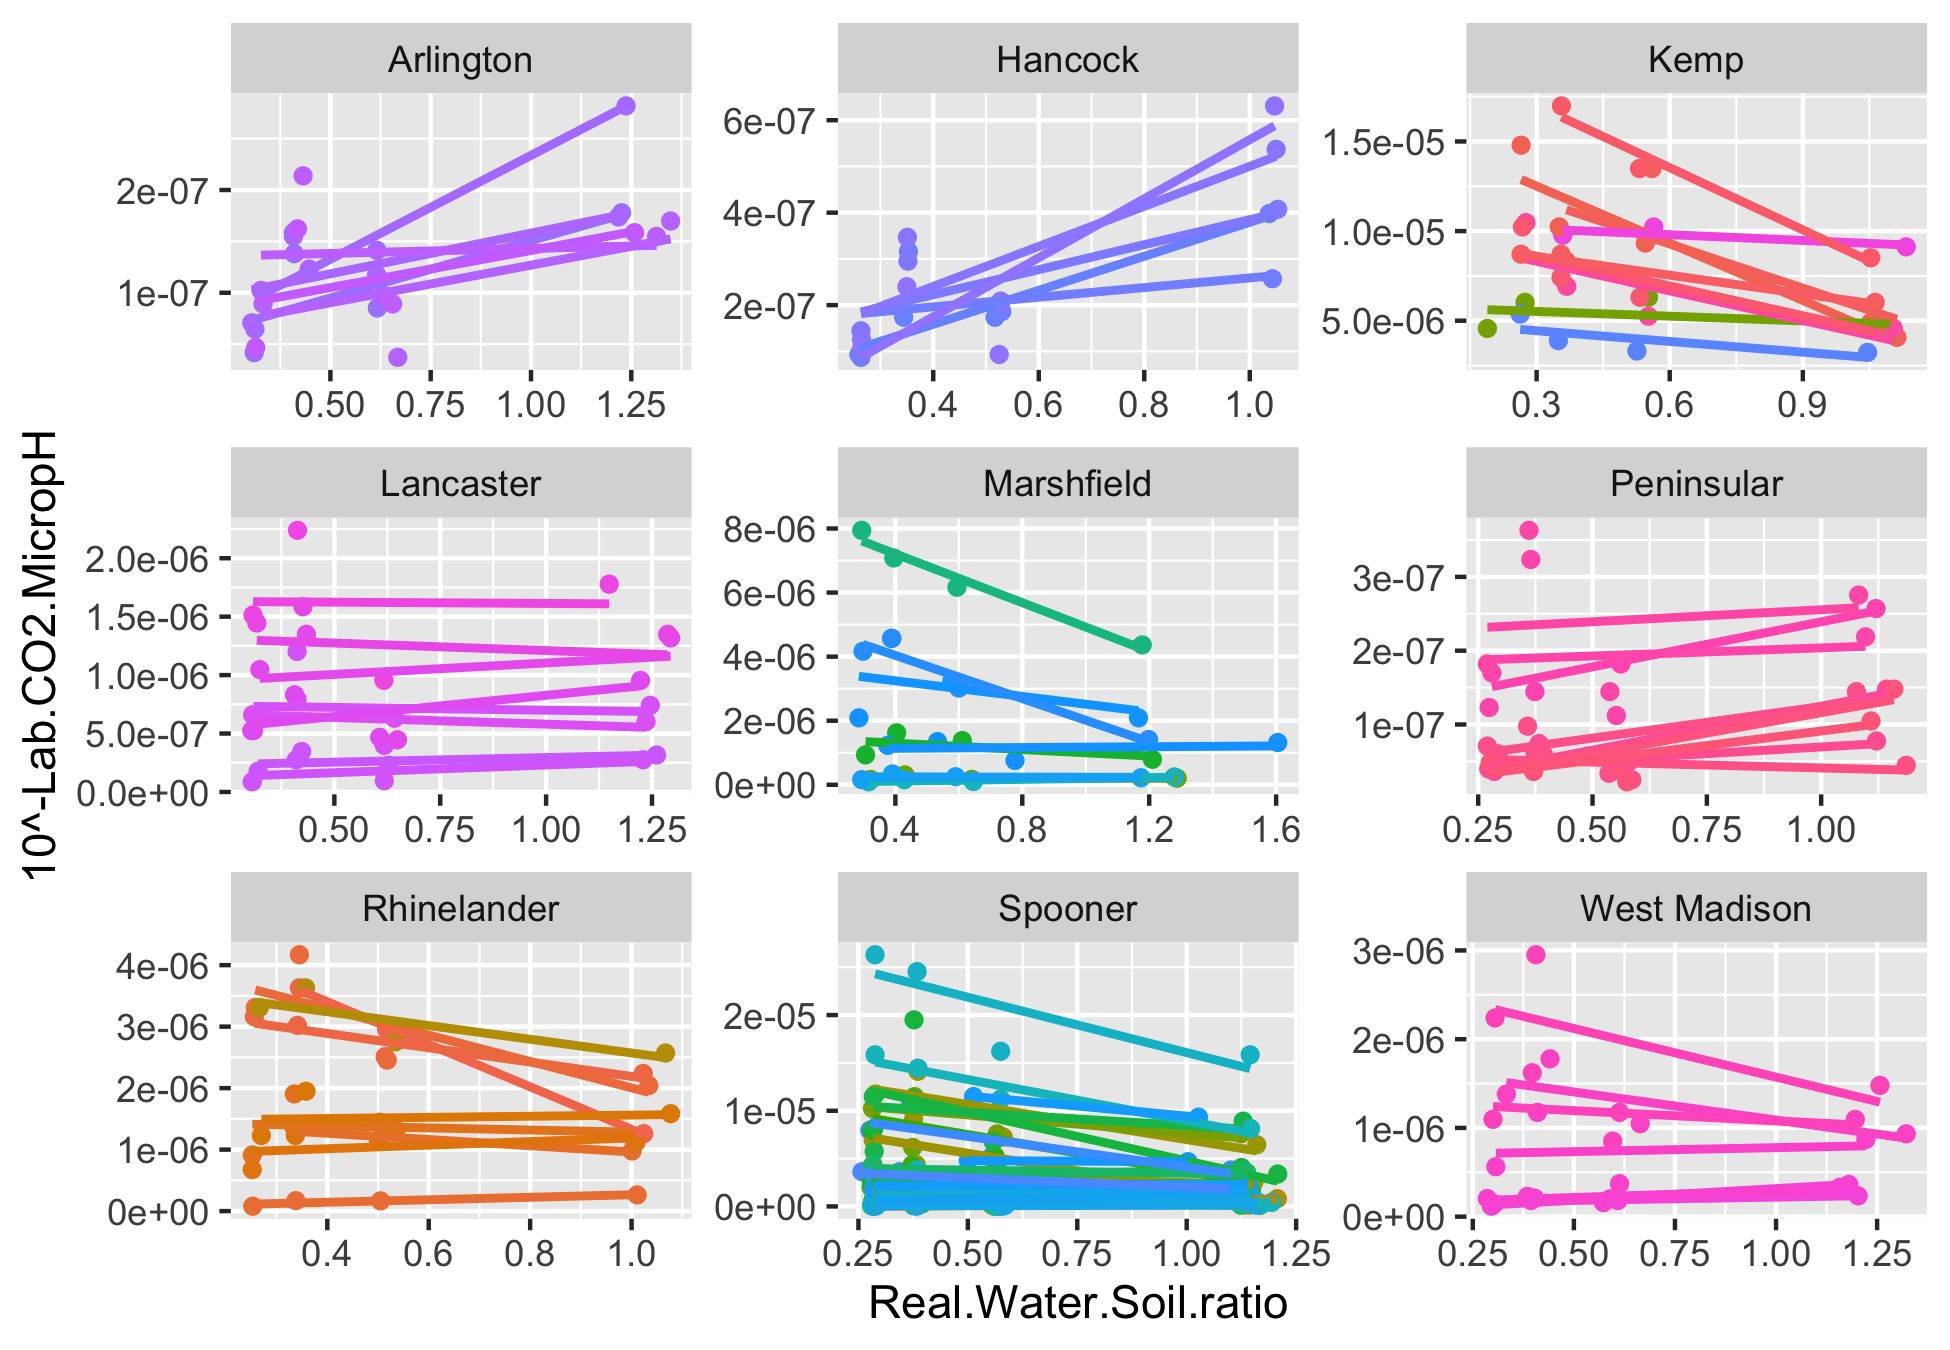 Arlington
Hancock
Kemp
2e-07
1e-07
6e-07
4e-07
2e-07
1.5e-05
1.0e-05
5.0e-06
0.50 0.75 1.00 1.25
0.4 0.6 0.8 1.0
0.3 0.6 0.9
Lancaster
Marshfield
Peninsular
2.0e-06
1.5e-06
1.0e-06
5.0e-07
0.0e+00
8e-06
6e-06
4e-06
2e-06
0e+00
3e-07
2e-07
1e-07
0.50 0.75 1.00 1.25
0.4 0.8 1.2 1.6
0.25 0.50 0.75 1.00
Rhinelander
Spooner
West Madison
4e-06
3e-06
2e-06
1e-06
0e+00
2e-05
1e-05
0e+00
3e-06
2e-06
1e-06
0e+00
0.4 0.6 0.8 1.0
0.25 0.50 0.75 1.00 1.25
0.25 0.50 0.75 1.00 1.25
10^-Lab.CO2.MicropH
Real.Water.Soil.ratio